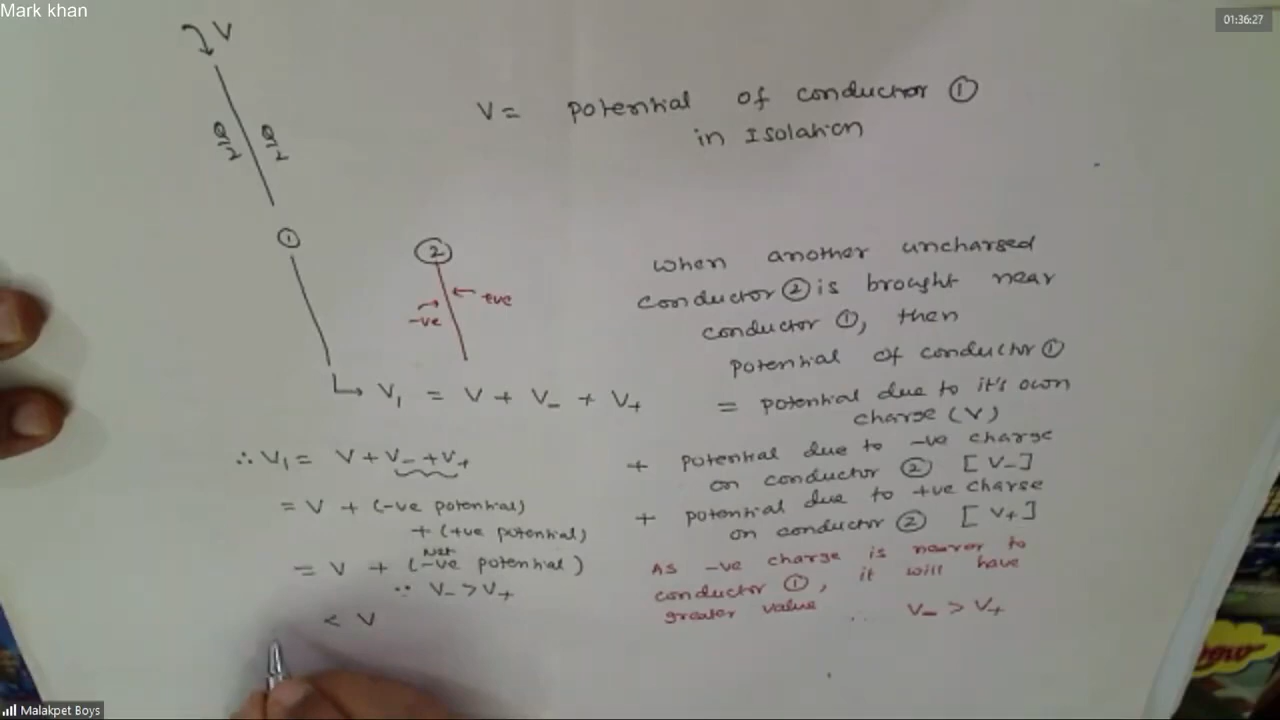 Mark khan
01:36:27
V
Q/2 Q/2
V = potential of conductor ①
in Isolation
①
②
+ve
-ve
When another uncharged
conductor ② is brought near
conductor ①, then
potential of conductor ①
= potential due to it's own
charge (V)
+ potential due to -ve charge
on conductor ② [V₋]
+ potential due to +ve charge
on conductor ② [V₊]
As -ve charge is nearer to
conductor ①, it will have
greater value ∴ V₋ > V₊
V₁ = V + V₋ + V₊
∴ V₁ = V + V₋ + V₊
= V + (-ve potential)
+ (+ve potential)
= V + (Net -ve potential)
∵ V₋ > V₊
< V
Malakpet Boys